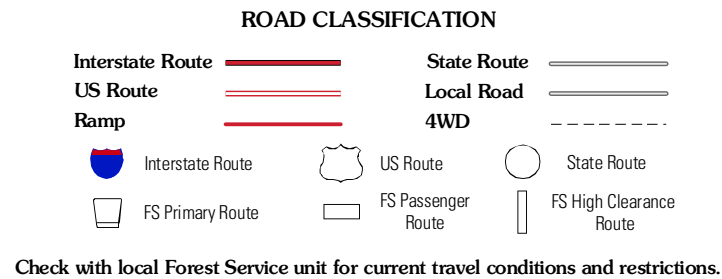 ROAD CLASSIFICATION
Interstate Route
State Route
US Route
Local Road
Ramp
4WD
Interstate Route
US Route
State Route
FS Primary Route
FS Passenger
Route
FS High Clearance
Route
Check with local Forest Service unit for current travel conditions and restrictions.